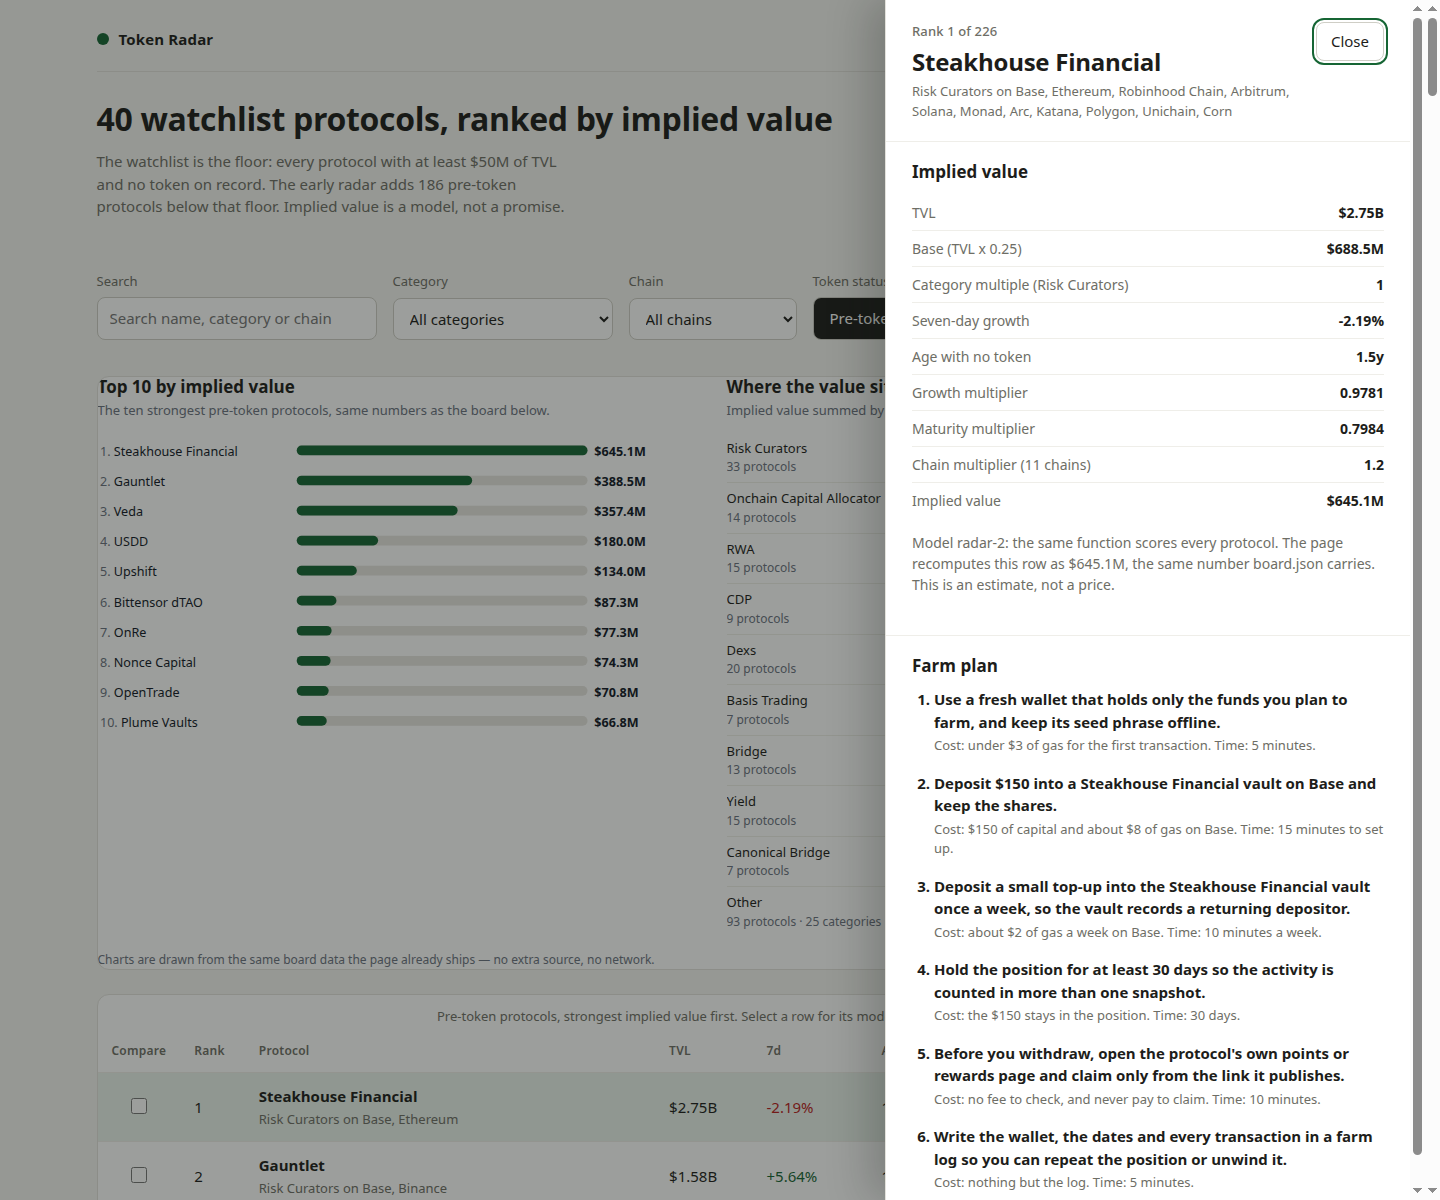 Token Radar
40 watchlist protocols, ranked by implied value
The watchlist is the floor: every protocol with at least $50M of TVL
and no token on record. The early radar adds 186 pre-token
protocols below that floor. Implied value is a model, not a promise.
Search
Category
Chain
Token status
Search name, category or chain
All categories
All chains
Pre-toke
Top 10 by implied value
The ten strongest pre-token protocols, same numbers as the board below.
1. Steakhouse Financial $645.1M
2. Gauntlet $388.5M
3. Veda $357.4M
4. USDD $180.0M
5. Upshift $134.0M
6. Bittensor dTAO $87.3M
7. OnRe $77.3M
8. Nonce Capital $74.3M
9. OpenTrade $70.8M
10. Plume Vaults $66.8M
Where the value si
Implied value summed by
Risk Curators
33 protocols
Onchain Capital Allocator
14 protocols
RWA
15 protocols
CDP
9 protocols
Dexs
20 protocols
Basis Trading
7 protocols
Bridge
13 protocols
Yield
15 protocols
Canonical Bridge
7 protocols
Other
93 protocols · 25 categories
Charts are drawn from the same board data the page already ships — no extra source, no network.
Pre-token protocols, strongest implied value first. Select a row for its mod
Compare Rank Protocol TVL 7d
1 Steakhouse Financial $2.75B -2.19%
Risk Curators on Base, Ethereum
2 Gauntlet $1.58B +5.64%
Risk Curators on Base, Binance
Rank 1 of 226
Close
Steakhouse Financial
Risk Curators on Base, Ethereum, Robinhood Chain, Arbitrum,
Solana, Monad, Arc, Katana, Polygon, Unichain, Corn
Implied value
TVL $2.75B
Base (TVL x 0.25) $688.5M
Category multiple (Risk Curators) 1
Seven-day growth -2.19%
Age with no token 1.5y
Growth multiplier 0.9781
Maturity multiplier 0.7984
Chain multiplier (11 chains) 1.2
Implied value $645.1M
Model radar-2: the same function scores every protocol. The page
recomputes this row as $645.1M, the same number board.json carries.
This is an estimate, not a price.
Farm plan
1. Use a fresh wallet that holds only the funds you plan to
farm, and keep its seed phrase offline.
Cost: under $3 of gas for the first transaction. Time: 5 minutes.
2. Deposit $150 into a Steakhouse Financial vault on Base and
keep the shares.
Cost: $150 of capital and about $8 of gas on Base. Time: 15 minutes to set
up.
3. Deposit a small top-up into the Steakhouse Financial vault
once a week, so the vault records a returning depositor.
Cost: about $2 of gas a week on Base. Time: 10 minutes a week.
4. Hold the position for at least 30 days so the activity is
counted in more than one snapshot.
Cost: the $150 stays in the position. Time: 30 days.
5. Before you withdraw, open the protocol's own points or
rewards page and claim only from the link it publishes.
Cost: no fee to check, and never pay to claim. Time: 10 minutes.
6. Write the wallet, the dates and every transaction in a farm
log so you can repeat the position or unwind it.
Cost: nothing but the log. Time: 5 minutes.